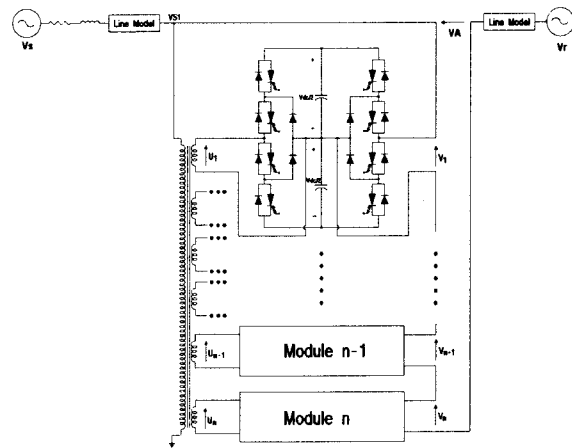 Line Model
VS1
VA
Line Model
Vs
Vr
+
Vdc/2
-
+
Vdc/2
-
U1
V1
Un-1
Module n-1
Vn-1
Un
Module n
Vn